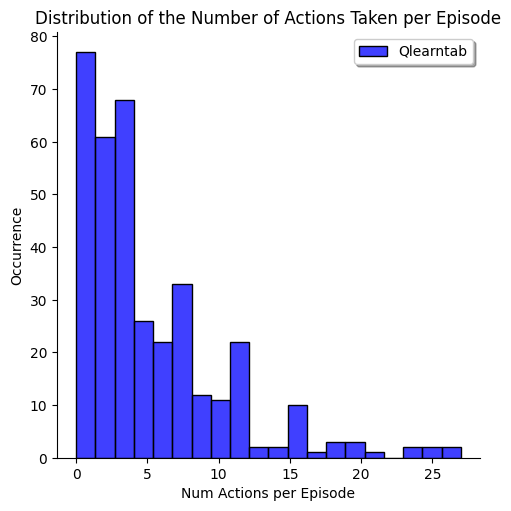 Distribution of the Number of Actions Taken per Episode
Qlearntab
80
70
60
50
40
30
20
10
0
Occurrence
0 5 10 15 20 25
Num Actions per Episode